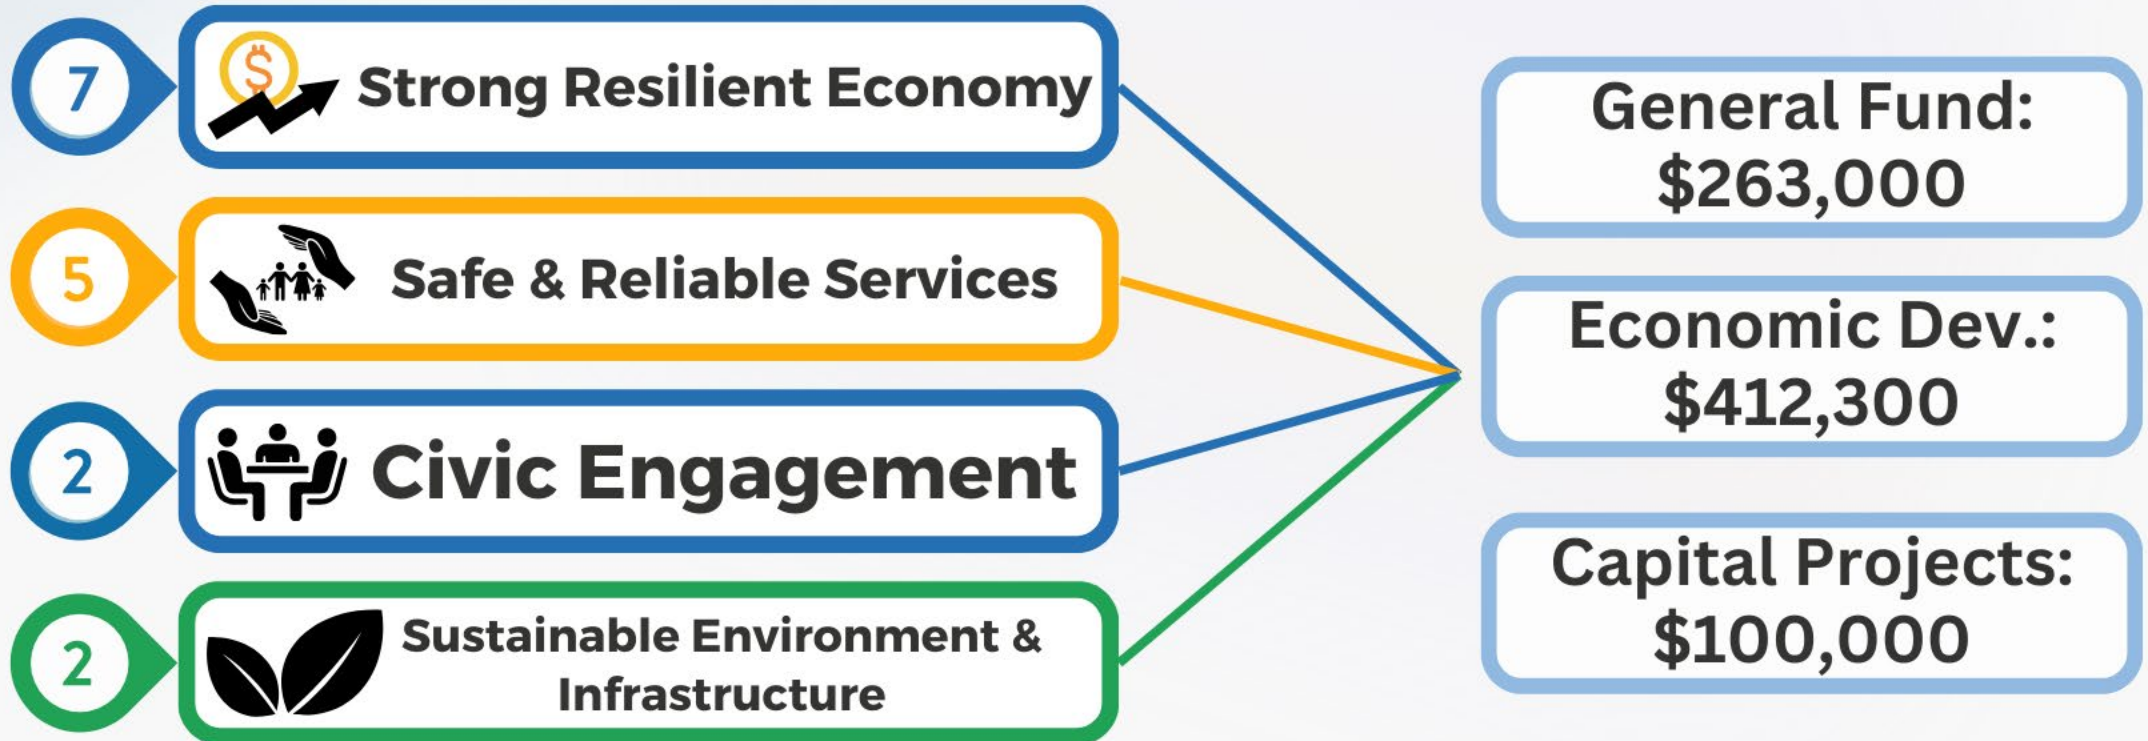 7
$
Strong Resilient Economy
5
Safe & Reliable Services
2
Civic Engagement
2
Sustainable Environment &
Infrastructure
General Fund:
$263,000
Economic Dev.:
$412,300
Capital Projects:
$100,000